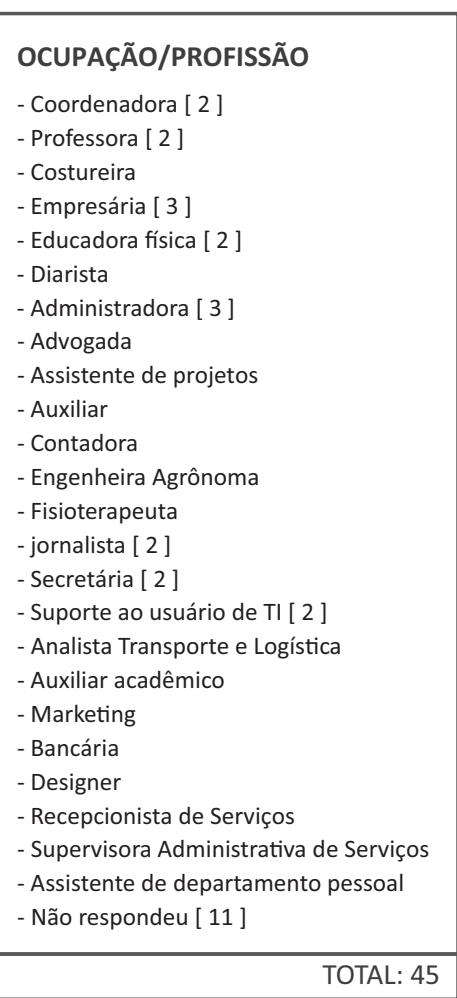 OCUPAÇÃO/PROFISSÃO
- Coordenadora [ 2 ]
- Professora [ 2 ]
- Costureira
- Empresária [ 3 ]
- Educadora física [ 2 ]
- Diarista
- Administradora [ 3 ]
- Advogada
- Assistente de projetos
- Auxiliar
- Contadora
- Engenheira Agrônoma
- Fisioterapeuta
- jornalista [ 2 ]
- Secretária [ 2 ]
- Suporte ao usuário de TI [ 2 ]
- Analista Transporte e Logística
- Auxiliar acadêmico
- Marketing
- Bancária
- Designer
- Recepcionista de Serviços
- Supervisora Administrativa de Serviços
- Assistente de departamento pessoal
- Não respondeu [ 11 ]
TOTAL: 45